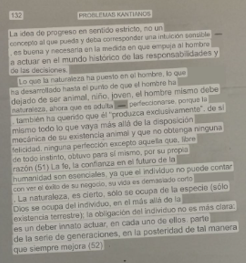 132 PROBLEMAS KANTIANOS
La idea de progreso en sentido estricto, no un
concepto al que pueda y deba corresponder una intuición sensible —
, es buena y necesaria en la medida en que empuja al hombre
a actuar en el mundo histórico de las responsabilidades y
de las decisiones.
Lo que la naturaleza ha puesto en el hombre, lo que
ha desarrollado hasta el punto de que el hombre ha
dejado de ser animal, niño, joven, el hombre mismo debe
naturaleza, ahora que es adulta — perfeccionarse, porque la
también ha querido que él "produzca exclusivamente", de sí
mismo todo lo que vaya más allá de la disposición
mecánica de su existencia animal y que no obtenga ninguna
felicidad, ninguna perfección excepto aquella que, libre
de todo instinto, obtuvo para sí mismo, por su propia
razón (51) La fe, la confianza en el futuro de la
humanidad son esenciales, ya que el individuo no puede contar
con ver el éxito de su negocio, su vida es demasiado corta
. La naturaleza, es cierto, sólo se ocupa de la especie (sólo
Dios se ocupa del individuo, en el más allá de la
existencia terrestre); la obligación del individuo no es más clara:
es un deber innato actuar, en cada uno de ellos. parte
de la serie de generaciones, en la posteridad de tal manera
que siempre mejora (52)